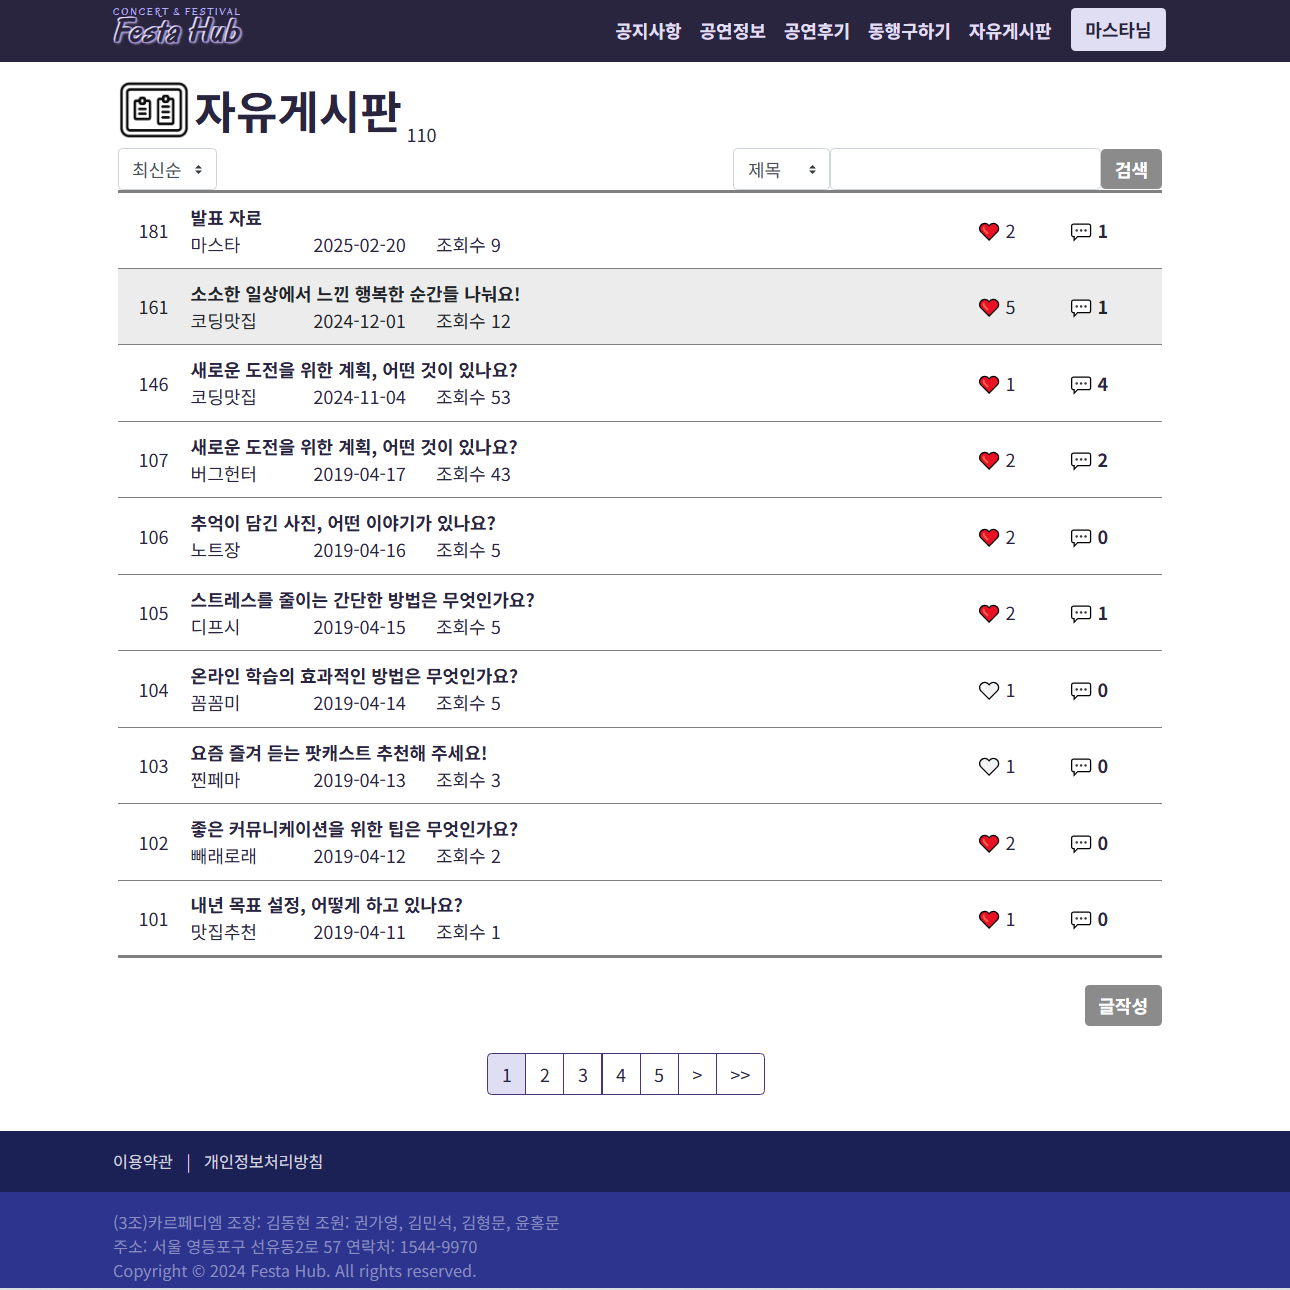 CONCERT & FESTIVAL
Festa Hub
공지사항 공연정보 공연후기 동행구하기 자유게시판 마스타님
자유게시판 110
최신순 제목 검색
181 발표 자료 2 1
마스타 2025-02-20 조회수 9
161 소소한 일상에서 느낀 행복한 순간들 나눠요! 5 1
코딩맛집 2024-12-01 조회수 12
146 새로운 도전을 위한 계획, 어떤 것이 있나요? 1 4
코딩맛집 2024-11-04 조회수 53
107 새로운 도전을 위한 계획, 어떤 것이 있나요? 2 2
버그헌터 2019-04-17 조회수 43
106 추억이 담긴 사진, 어떤 이야기가 있나요? 2 0
노트장 2019-04-16 조회수 5
105 스트레스를 줄이는 간단한 방법은 무엇인가요? 2 1
디프시 2019-04-15 조회수 5
104 온라인 학습의 효과적인 방법은 무엇인가요? 1 0
꼼꼼미 2019-04-14 조회수 5
103 요즘 즐겨 듣는 팟캐스트 추천해 주세요! 1 0
찐페마 2019-04-13 조회수 3
102 좋은 커뮤니케이션을 위한 팁은 무엇인가요? 2 0
빼래로래 2019-04-12 조회수 2
101 내년 목표 설정, 어떻게 하고 있나요? 1 0
맛집추천 2019-04-11 조회수 1
글작성
1 2 3 4 5 > >>
이용약관 | 개인정보처리방침
(3조)카르페디엠 조장: 김동현 조원: 권가영, 김민석, 김형문, 윤홍문
주소: 서울 영등포구 선유동2로 57 연락처: 1544-9970
Copyright © 2024 Festa Hub. All rights reserved.